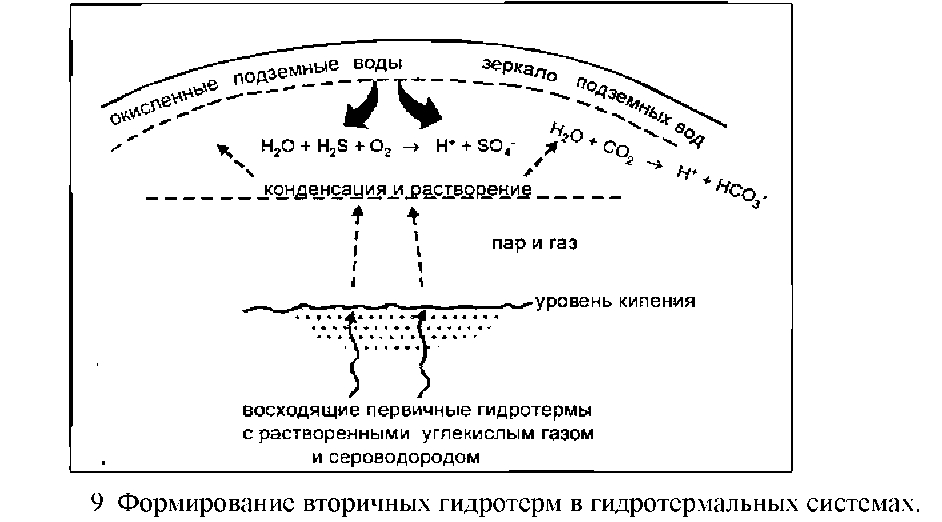 окисленные подземные воды
зеркало подземных вод
H₂O + H₂S + O₂ → H⁺ + SO₄⁻
H₂O + CO₂ → H⁺ + HCO₃⁻
конденсация и растворение
пар и газ
уровень кипения
восходящие первичные гидротермы
с растворенными углекислым газом
и сероводородом
9 Формирование вторичных гидротерм в гидротермальных системах.